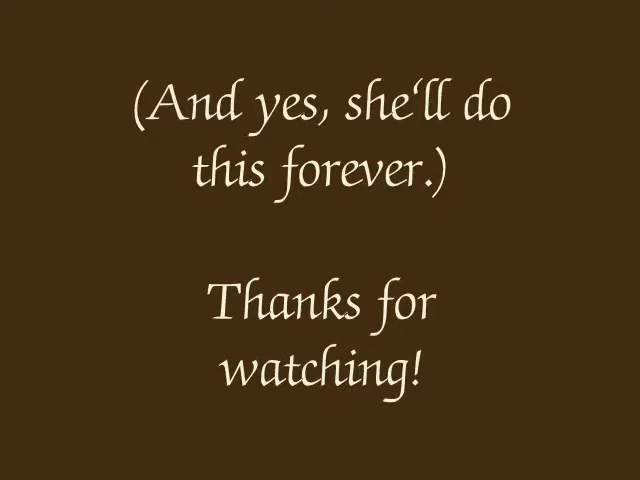 (And yes, she‘ll do
this forever.)
Thanks for
watching!